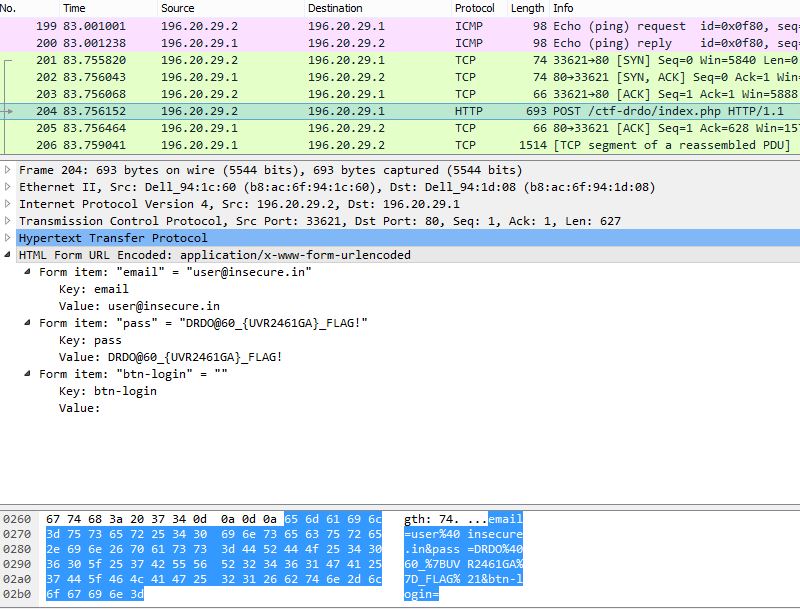 No. Time Source Destination Protocol Length Info
199 83.001001 196.20.29.2 196.20.29.1 ICMP 98 Echo (ping) request id=0x0f80, seq=
200 83.001238 196.20.29.1 196.20.29.2 ICMP 98 Echo (ping) reply id=0x0f80, seq=
201 83.755820 196.20.29.2 196.20.29.1 TCP 74 33621→80 [SYN] Seq=0 Win=5840 Len=0
202 83.756043 196.20.29.1 196.20.29.2 TCP 74 80→33621 [SYN, ACK] Seq=0 Ack=1 Win=
203 83.756068 196.20.29.2 196.20.29.1 TCP 66 33621→80 [ACK] Seq=1 Ack=1 Win=5888
204 83.756152 196.20.29.2 196.20.29.1 HTTP 693 POST /ctf-drdo/index.php HTTP/1.1
205 83.756464 196.20.29.1 196.20.29.2 TCP 66 80→33621 [ACK] Seq=1 Ack=628 Win=157
206 83.759041 196.20.29.1 196.20.29.2 TCP 1514 [TCP segment of a reassembled PDU]
Frame 204: 693 bytes on wire (5544 bits), 693 bytes captured (5544 bits)
Ethernet II, Src: Dell_94:1c:60 (b8:ac:6f:94:1c:60), Dst: Dell_94:1d:08 (b8:ac:6f:94:1d:08)
Internet Protocol Version 4, Src: 196.20.29.2, Dst: 196.20.29.1
Transmission Control Protocol, Src Port: 33621, Dst Port: 80, Seq: 1, Ack: 1, Len: 627
Hypertext Transfer Protocol
HTML Form URL Encoded: application/x-www-form-urlencoded
Form item: "email" = "user@insecure.in"
Key: email
Value: user@insecure.in
Form item: "pass" = "DRDO@60_{UVR2461GA}_FLAG!"
Key: pass
Value: DRDO@60_{UVR2461GA}_FLAG!
Form item: "btn-login" = ""
Key: btn-login
Value:
0260 67 74 68 3a 20 37 34 0d 0a 0d 0a 65 6d 61 69 6c gth: 74. ...email
0270 3d 75 73 65 72 25 34 30 69 6e 73 65 63 75 72 65 =user%40 insecure
0280 2e 69 6e 26 70 61 73 73 3d 44 52 44 4f 25 34 30 .in&pass =DRDO%40
0290 36 30 5f 25 37 42 55 56 52 32 34 36 31 47 41 25 60_%7BUV R2461GA%
02a0 37 44 5f 46 4c 41 47 25 32 31 26 62 74 6e 2d 6c 7D_FLAG% 21&btn-l
02b0 6f 67 69 6e 3d ogin=